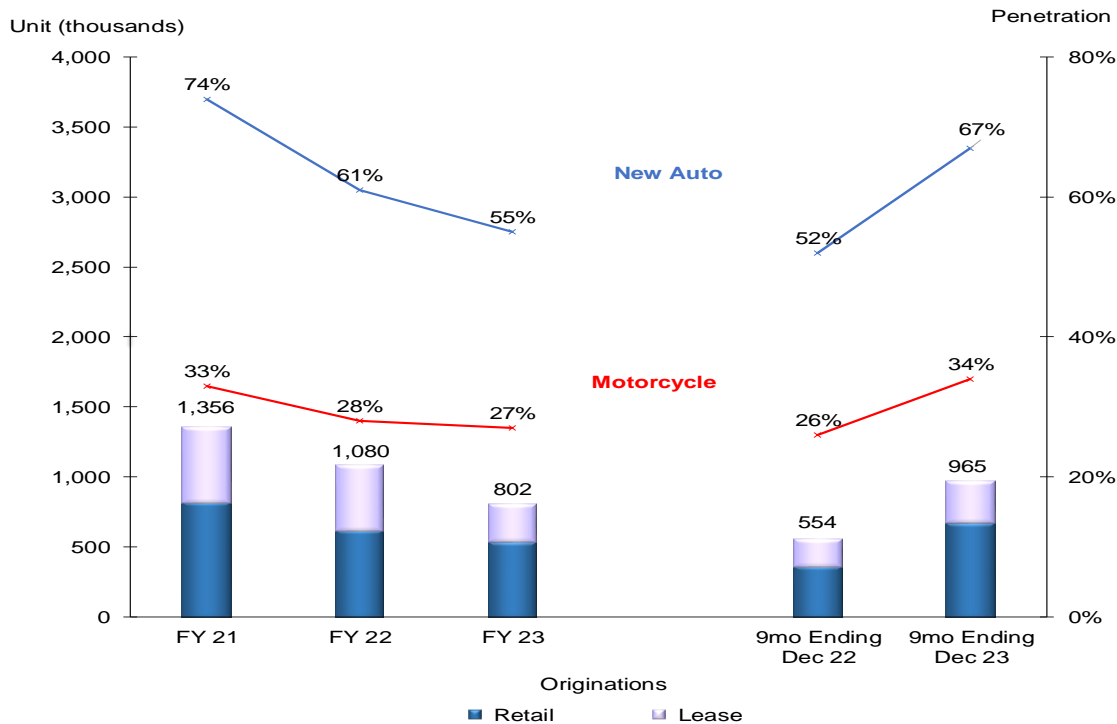 Unit (thousands)
Penetration
4,000
3,500
3,000
2,500
2,000
1,500
1,000
500
0
80%
60%
40%
20%
0%
74%
61%
55%
52%
67%
New Auto
33%
28%
27%
26%
34%
Motorcycle
1,356
1,080
802
554
965
FY 21
FY 22
FY 23
9mo Ending
Dec 22
9mo Ending
Dec 23
Originations
Retail
Lease